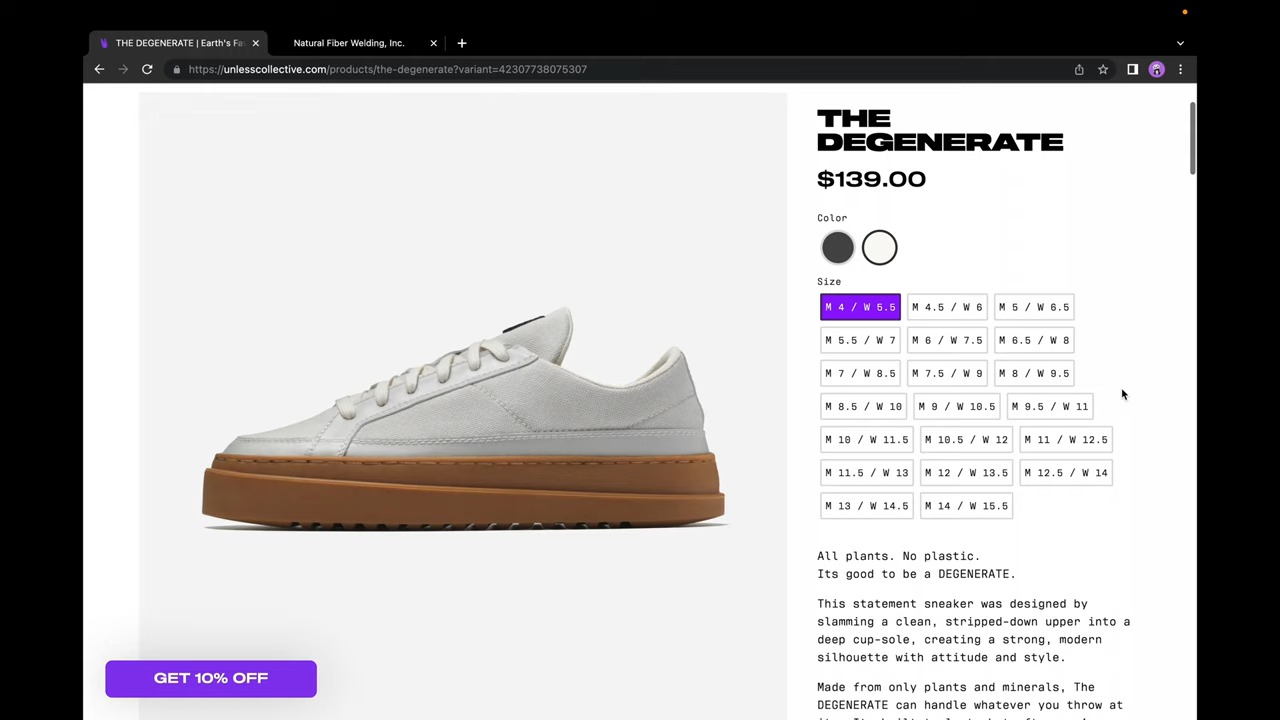 THE DEGENERATE | Earth's Fa
Natural Fiber Welding, Inc.
https://unlesscollective.com/products/the-degenerate?variant=42307738075307
THE
DEGENERATE
$139.00
Color
Size
M 4 / W 5.5
M 4.5 / W 6
M 5 / W 6.5
M 5.5 / W 7
M 6 / W 7.5
M 6.5 / W 8
M 7 / W 8.5
M 7.5 / W 9
M 8 / W 9.5
M 8.5 / W 10
M 9 / W 10.5
M 9.5 / W 11
M 10 / W 11.5
M 10.5 / W 12
M 11 / W 12.5
M 11.5 / W 13
M 12 / W 13.5
M 12.5 / W 14
M 13 / W 14.5
M 14 / W 15.5
All plants. No plastic.
Its good to be a DEGENERATE.
This statement sneaker was designed by
slamming a clean, stripped-down upper into a
deep cup-sole, creating a strong, modern
silhouette with attitude and style.
Made from only plants and minerals, The
DEGENERATE can handle whatever you throw at
GET 10% OFF